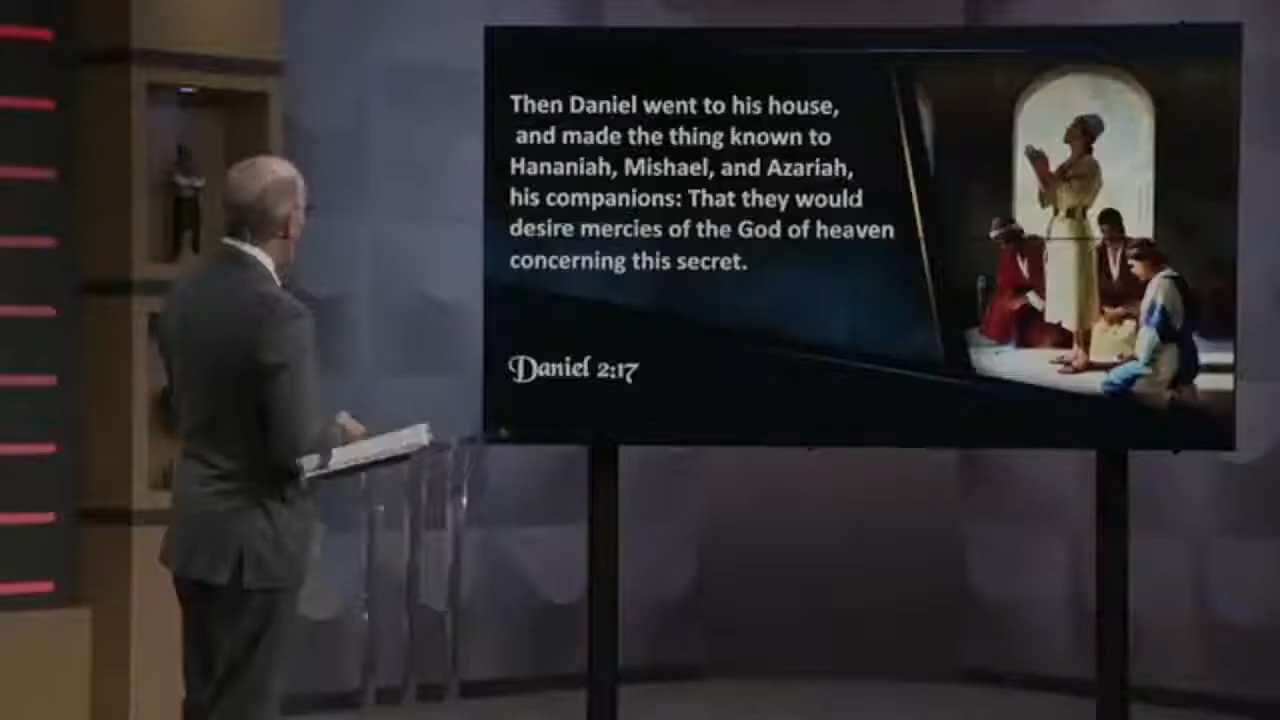 Then Daniel went to his house,
and made the thing known to
Hananiah, Mishael, and Azariah,
his companions: That they would
desire mercies of the God of heaven
concerning this secret.
Daniel 2:17